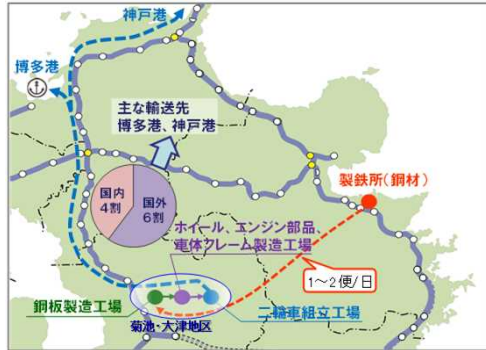 神戸港
博多港
主な輸送先
博多港、神戸港
製鉄所(鋼材)
国内
4割
国外
6割
ホイール、エンジン部品、
車体フレーム製造工場
1～2便/日
鋼板製造工場
二輪車組立工場
菊池・大津地区